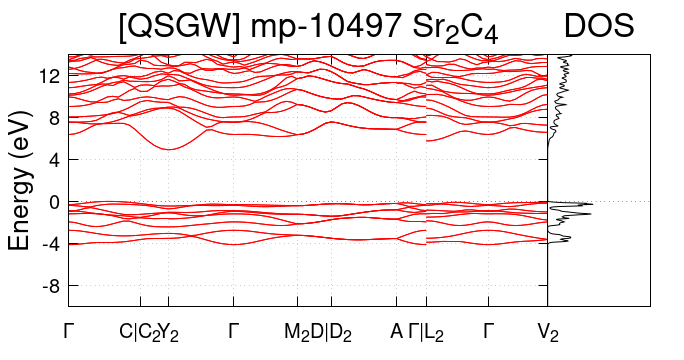 [QSGW] mp-10497 Sr₂C₄ DOS
Energy (eV)
12
8
4
0
-4
-8
Γ C|C₂Y₂ Γ M₂D|D₂ A Γ|L₂ Γ V₂